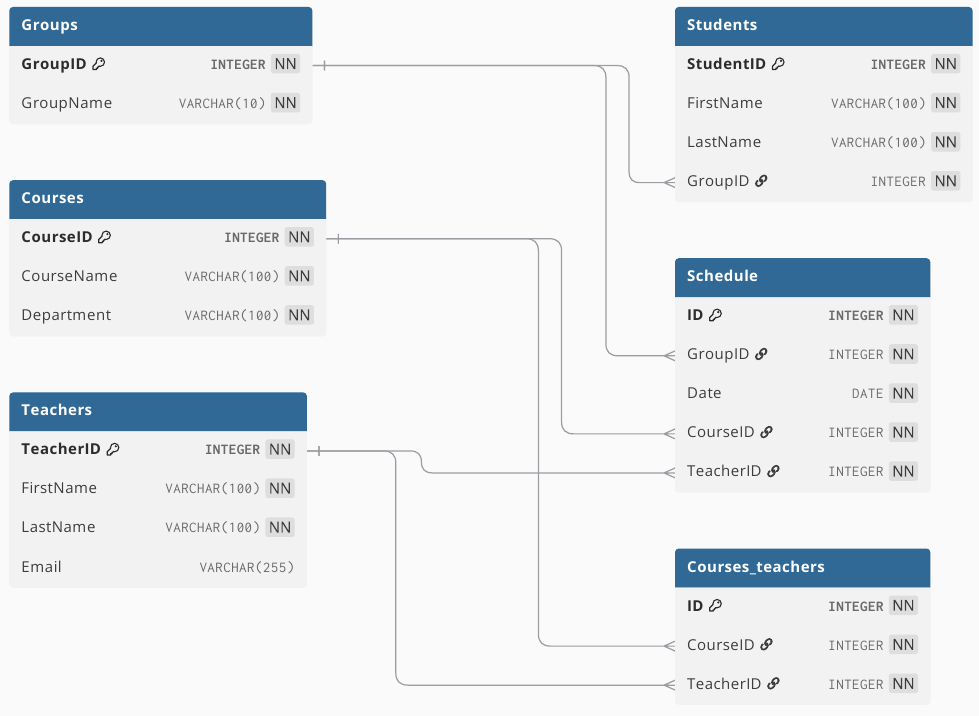 Groups
GroupID INTEGER NN
GroupName VARCHAR(10) NN
Courses
CourseID INTEGER NN
CourseName VARCHAR(100) NN
Department VARCHAR(100) NN
Teachers
TeacherID INTEGER NN
FirstName VARCHAR(100) NN
LastName VARCHAR(100) NN
Email VARCHAR(255)
Students
StudentID INTEGER NN
FirstName VARCHAR(100) NN
LastName VARCHAR(100) NN
GroupID INTEGER NN
Schedule
ID INTEGER NN
GroupID INTEGER NN
Date DATE NN
CourseID INTEGER NN
TeacherID INTEGER NN
Courses_teachers
ID INTEGER NN
CourseID INTEGER NN
TeacherID INTEGER NN